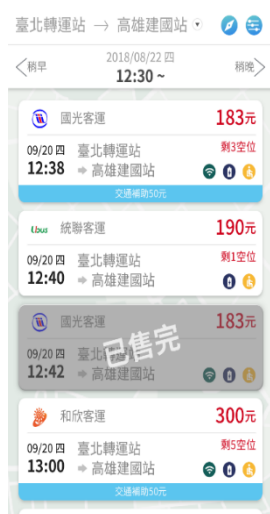 臺北轉運站 → 高雄建國站
稍早 2018/08/22 四 稍晚
12:30 ~
國光客運 183元
09/20 四 臺北轉運站 剩3空位
12:38 ➡ 高雄建國站
交通補助50元
Ubus 統聯客運 190元
09/20 四 臺北轉運站 剩1空位
12:40 ➡ 高雄建國站
國光客運 183元
09/20 四 臺北轉運站
已售完
12:42 ➡ 高雄建國站
和欣客運 300元
09/20 四 臺北轉運站 剩5空位
13:00 ➡ 高雄建國站
交通補助50元